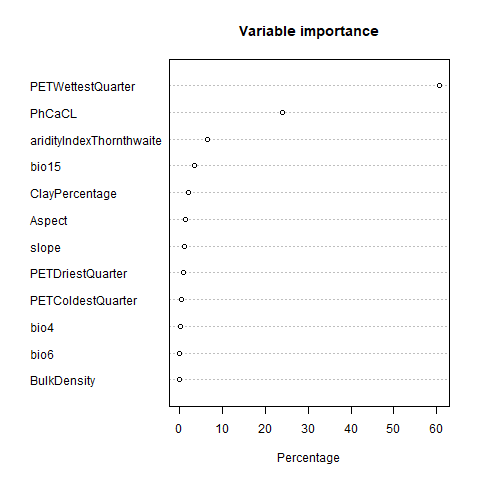 Variable importance
PETWettestQuarter
PhCaCL
aridityIndexThornthwaite
bio15
ClayPercentage
Aspect
slope
PETDriestQuarter
PETColdestQuarter
bio4
bio6
BulkDensity
0 10 20 30 40 50 60
Percentage